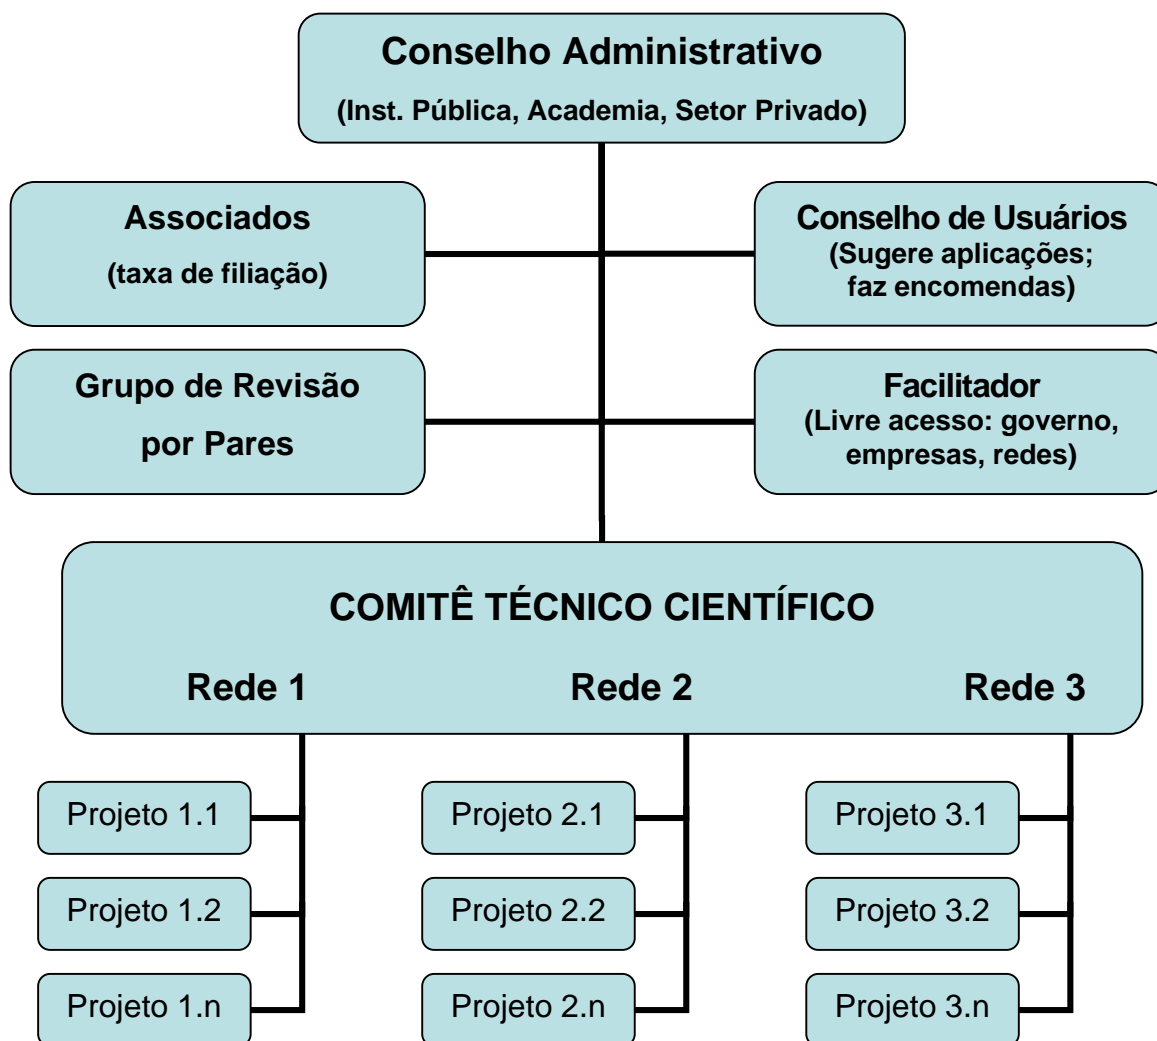 Conselho Administrativo
(Inst. Pública, Academia, Setor Privado)
Associados
(taxa de filiação)
Conselho de Usuários
(Sugere aplicações;
faz encomendas)
Grupo de Revisão
por Pares
Facilitador
(Livre acesso: governo,
empresas, redes)
COMITÊ TÉCNICO CIENTÍFICO
Rede 1
Rede 2
Rede 3
Projeto 1.1
Projeto 2.1
Projeto 3.1
Projeto 1.2
Projeto 2.2
Projeto 3.2
Projeto 1.n
Projeto 2.n
Projeto 3.n